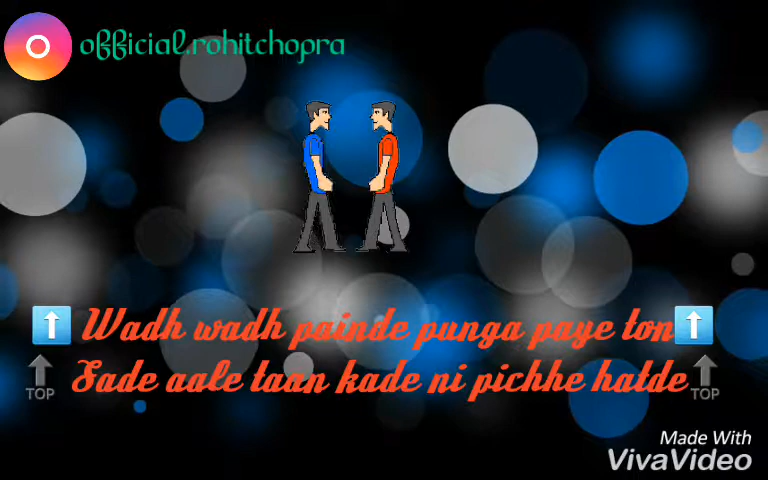 official.rohitchopra
⬆ Wadh wadh painde punga paye ton ⬆
TOP Sade aale taan kade ni pichhe hatde TOP
Made With
VivaVideo